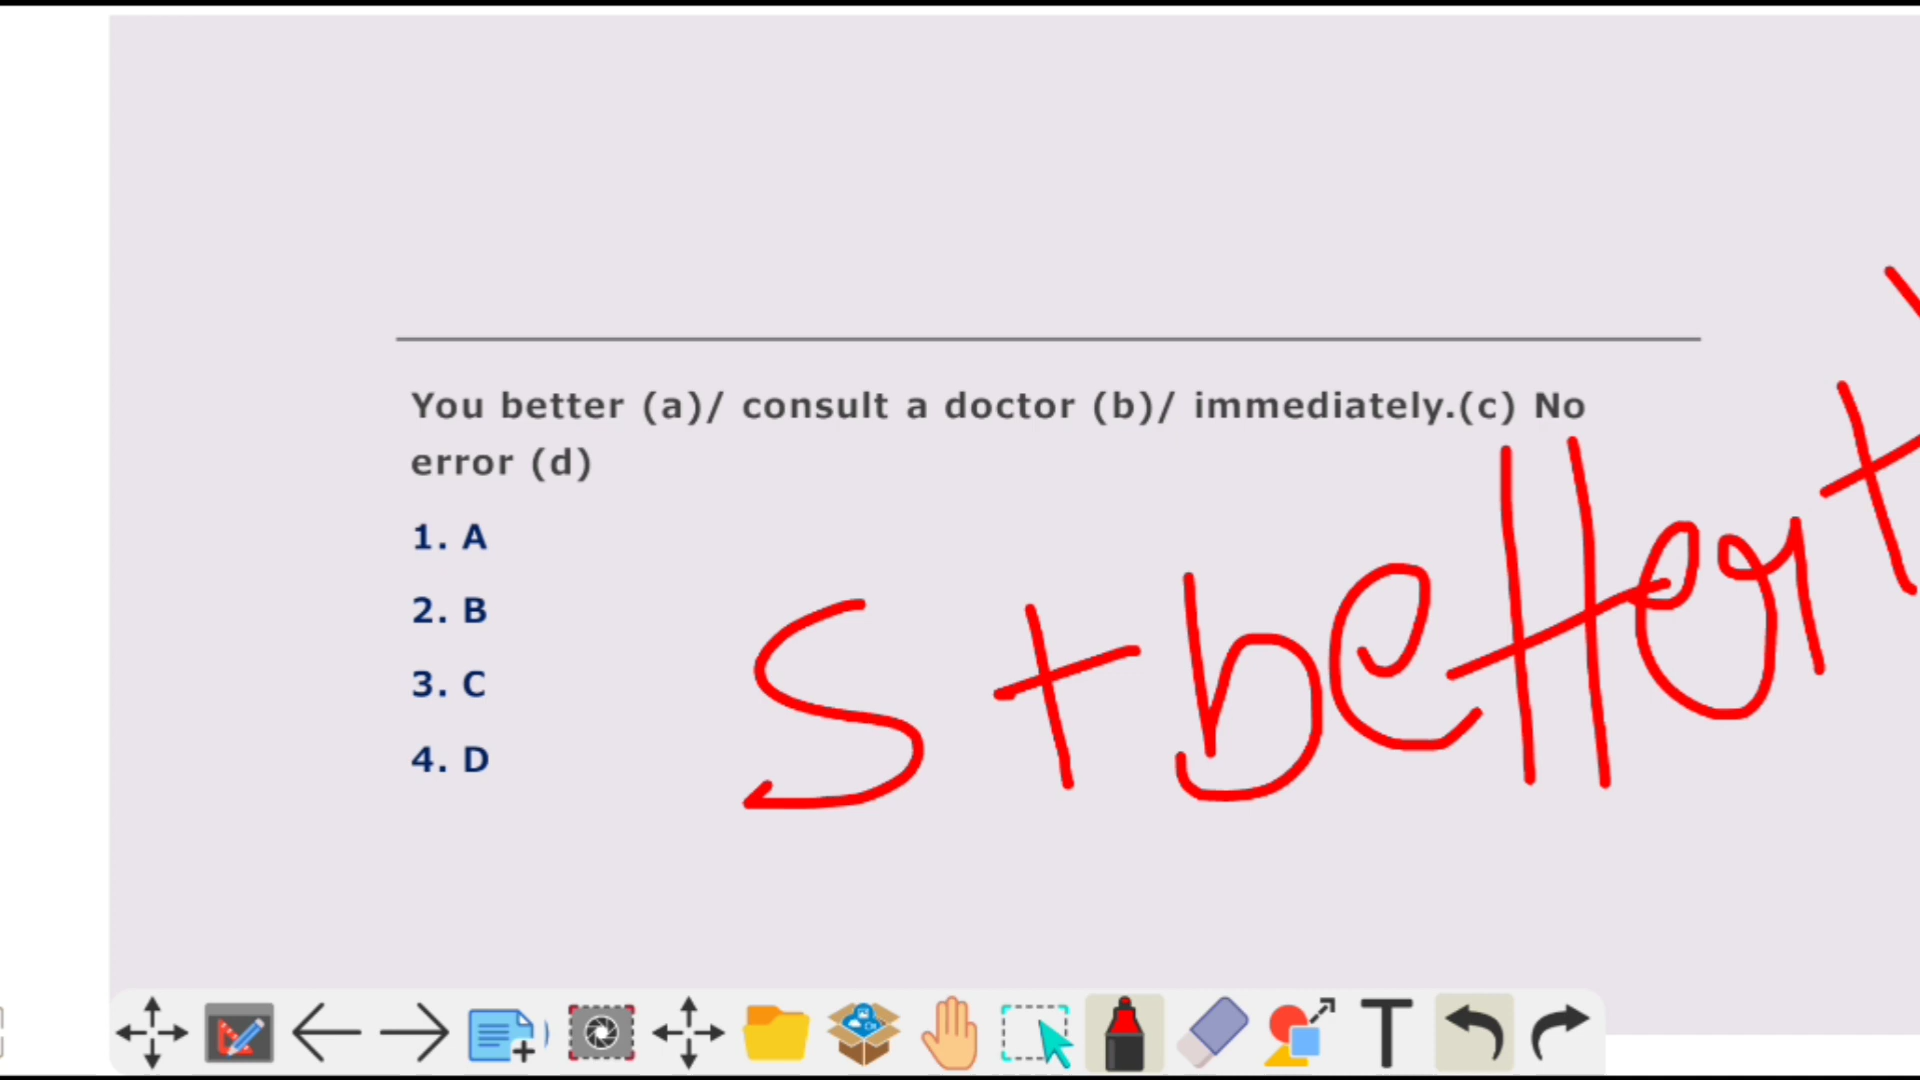 You better (a)/ consult a doctor (b)/ immediately.(c) No
error (d)
1. A
2. B
3. C
4. D
S + better +